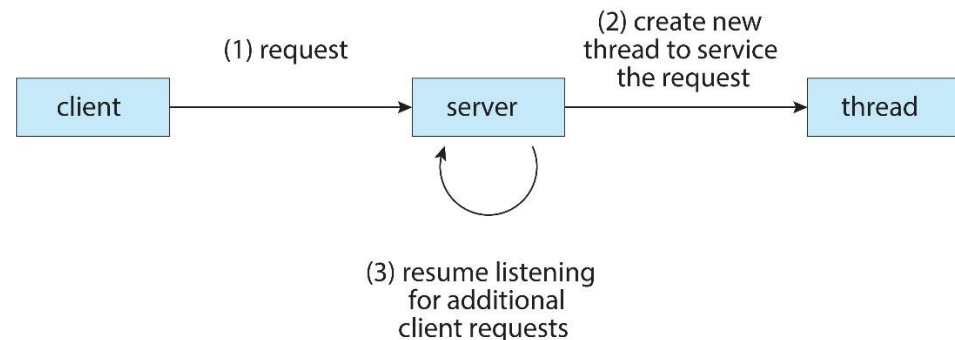 (1) request
(2) create new
thread to service
the request
client
server
thread
(3) resume listening
for additional
client requests